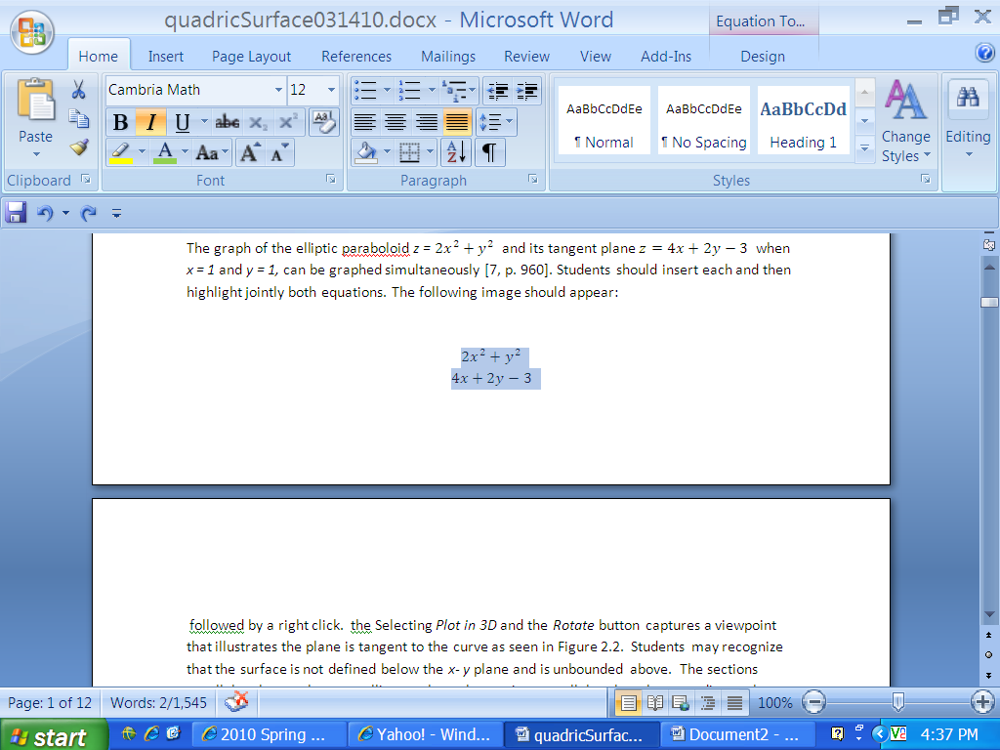 quadricSurface031410.docx - Microsoft Word
Equation To...
Home Insert Page Layout References Mailings Review View Add-Ins Design
Cambria Math 12
AaBbCcDdEe AaBbCcDdEe AaBbCcDd
Paste
B I U abc x₂ x² Aa
¶ Normal ¶ No Spacing Heading 1
Change Styles
Editing
A Aa A A A Z ¶
Clipboard Font Paragraph Styles
The graph of the elliptic paraboloid z = 2x² + y² and its tangent plane z = 4x + 2y − 3 when
x = 1 and y = 1, can be graphed simultaneously [7, p. 960]. Students should insert each and then
highlight jointly both equations. The following image should appear:
2x² + y²
4x + 2y − 3
followed by a right click. the Selecting Plot in 3D and the Rotate button captures a viewpoint
that illustrates the plane is tangent to the curve as seen in Figure 2.2. Students may recognize
that the surface is not defined below the x- y plane and is unbounded above. The sections
Page: 1 of 12 Words: 2/1,545 100%
start 2010 Spring ... Yahoo! - Wind... quadricSurfac... Document2 - ... 4:37 PM